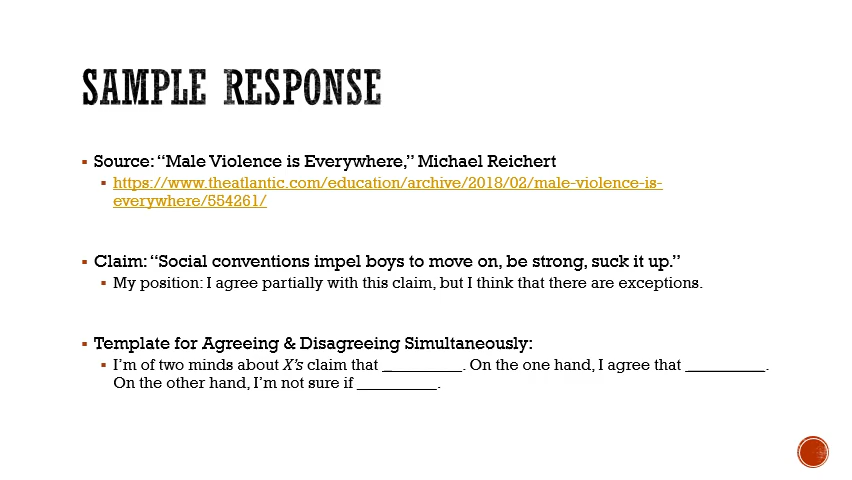 SAMPLE RESPONSE
▪ Source: “Male Violence is Everywhere,” Michael Reichert
▪ https://www.theatlantic.com/education/archive/2018/02/male-violence-is-
everywhere/554261/
▪ Claim: “Social conventions impel boys to move on, be strong, suck it up.”
▪ My position: I agree partially with this claim, but I think that there are exceptions.
▪ Template for Agreeing & Disagreeing Simultaneously:
▪ I’m of two minds about X’s claim that __________. On the one hand, I agree that __________.
On the other hand, I’m not sure if __________.